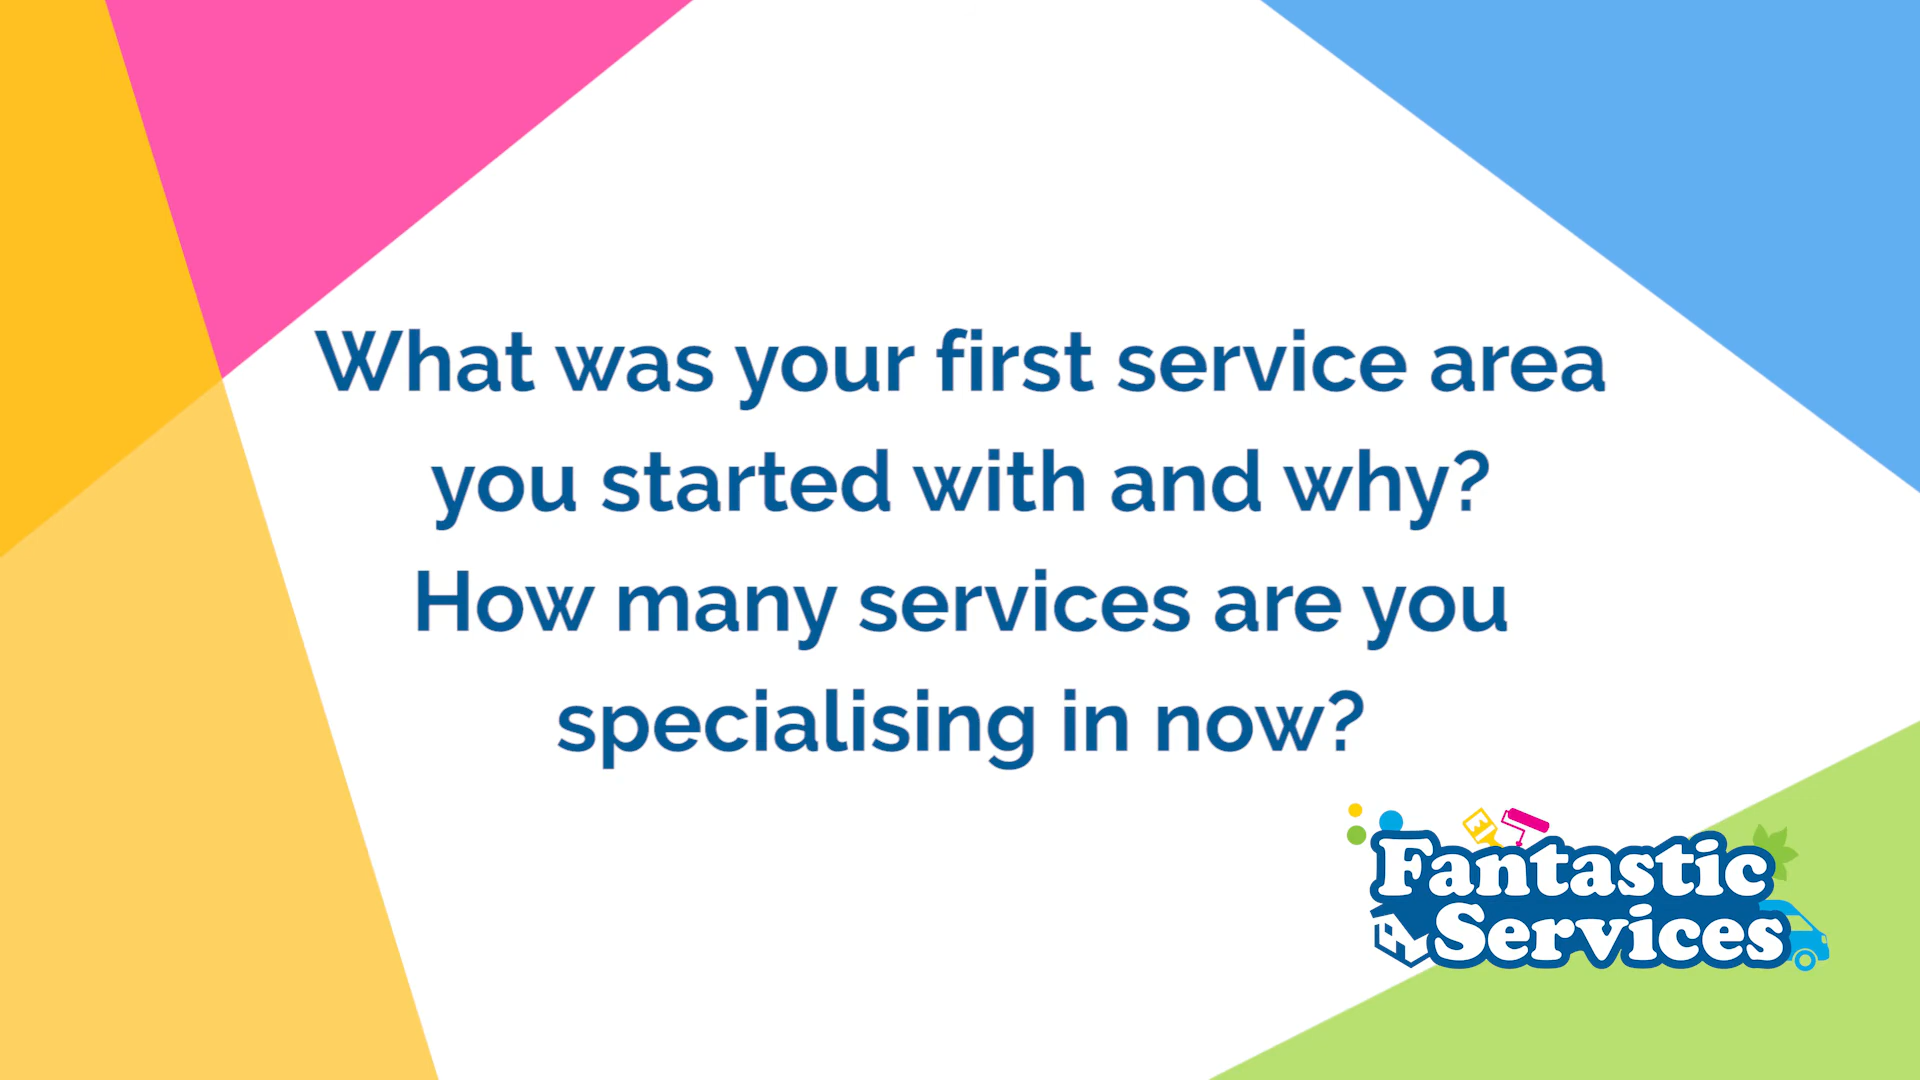 What was your first service area
you started with and why?
How many services are you
specialising in now?
Fantastic
Services